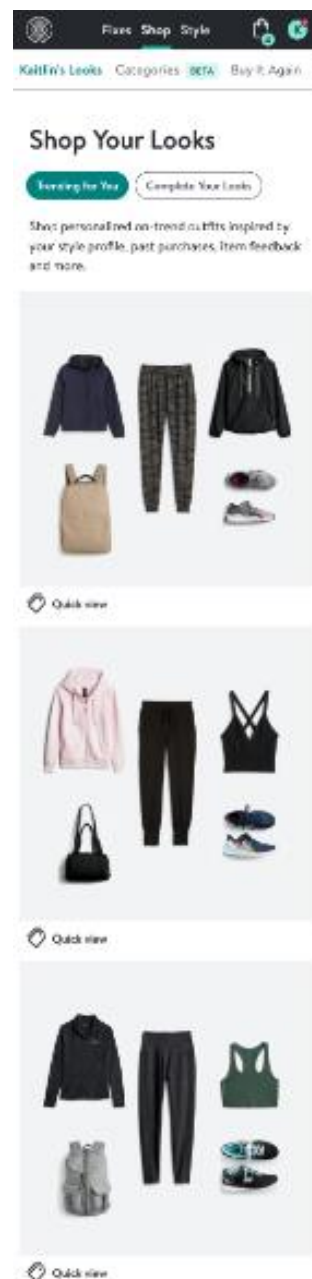 Fixes Shop Style
Kaitlin's Looks Categories BETA Buy It Again
Shop Your Looks
Trending for You Complete Your Looks
Shop personalized on-trend outfits inspired by
your style profile, past purchases, item feedback
and more.
Quick view
Quick view
Quick view